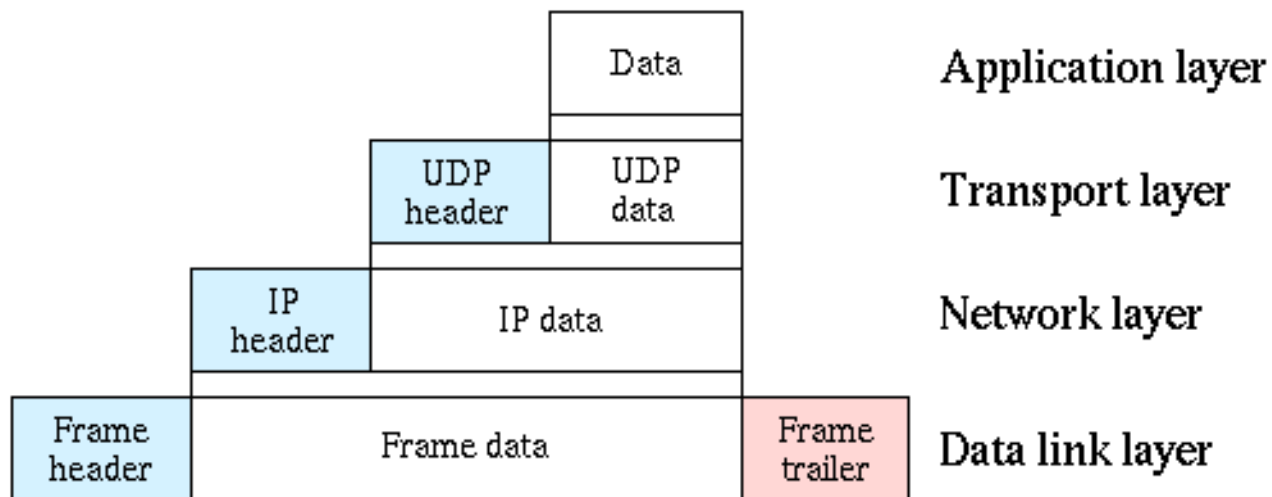 Data
Application layer
UDP
header
UDP
data
Transport layer
IP
header
IP data
Network layer
Frame
header
Frame data
Frame
trailer
Data link layer